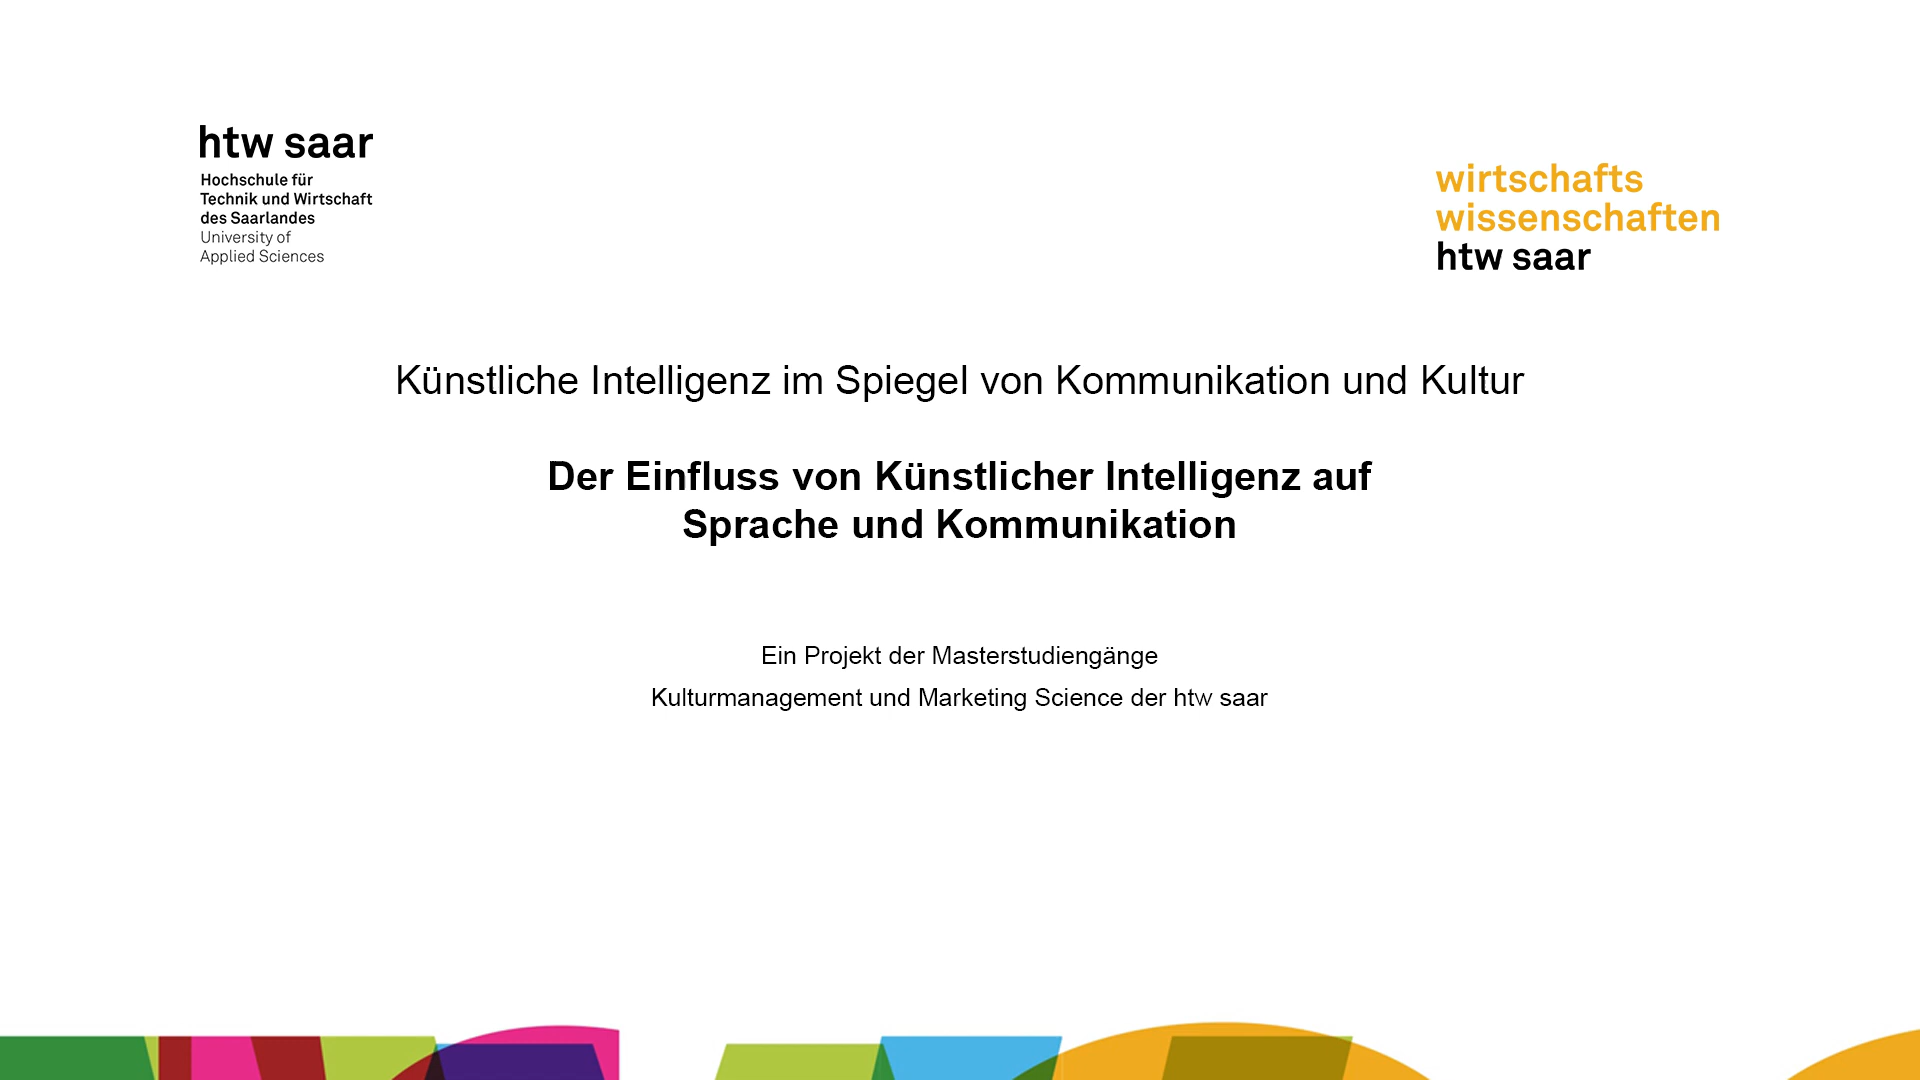 htw saar
Hochschule für
Technik und Wirtschaft
des Saarlandes
University of
Applied Sciences
wirtschafts
wissenschaften
htw saar
Künstliche Intelligenz im Spiegel von Kommunikation und Kultur
Der Einfluss von Künstlicher Intelligenz auf
Sprache und Kommunikation
Ein Projekt der Masterstudiengänge
Kulturmanagement und Marketing Science der htw saar